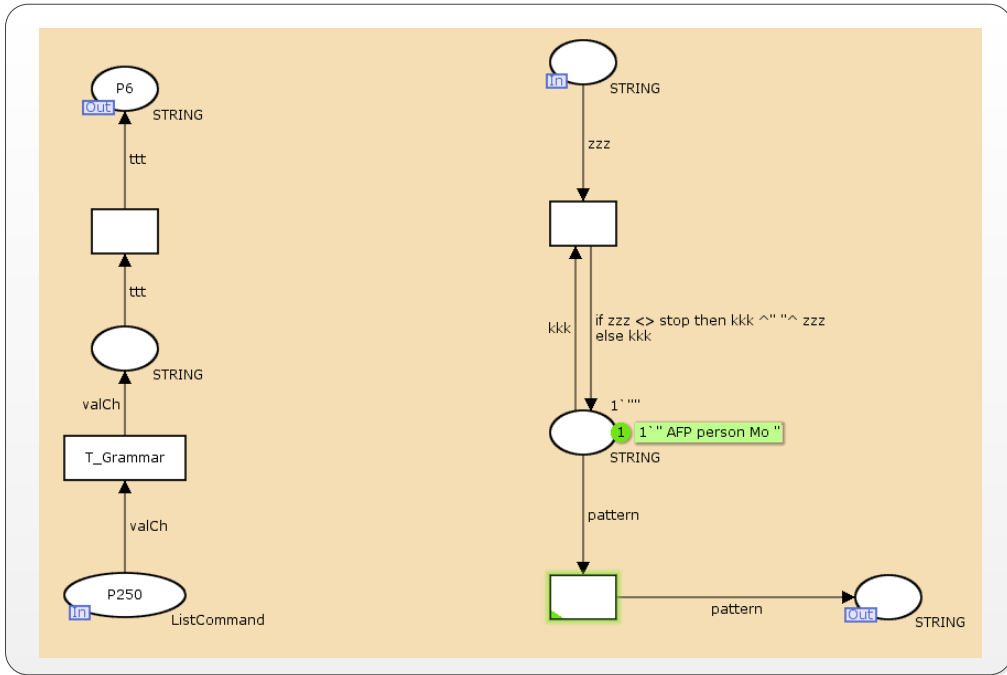 P6
Out
STRING
ttt
ttt
STRING
valCh
T_Grammar
valCh
P250
In
ListCommand
In
STRING
zzz
kkk
if zzz <> stop then kkk ^" "^ zzz
else kkk
1`""
1
1`" AFP person Mo "
STRING
pattern
pattern
Out
STRING